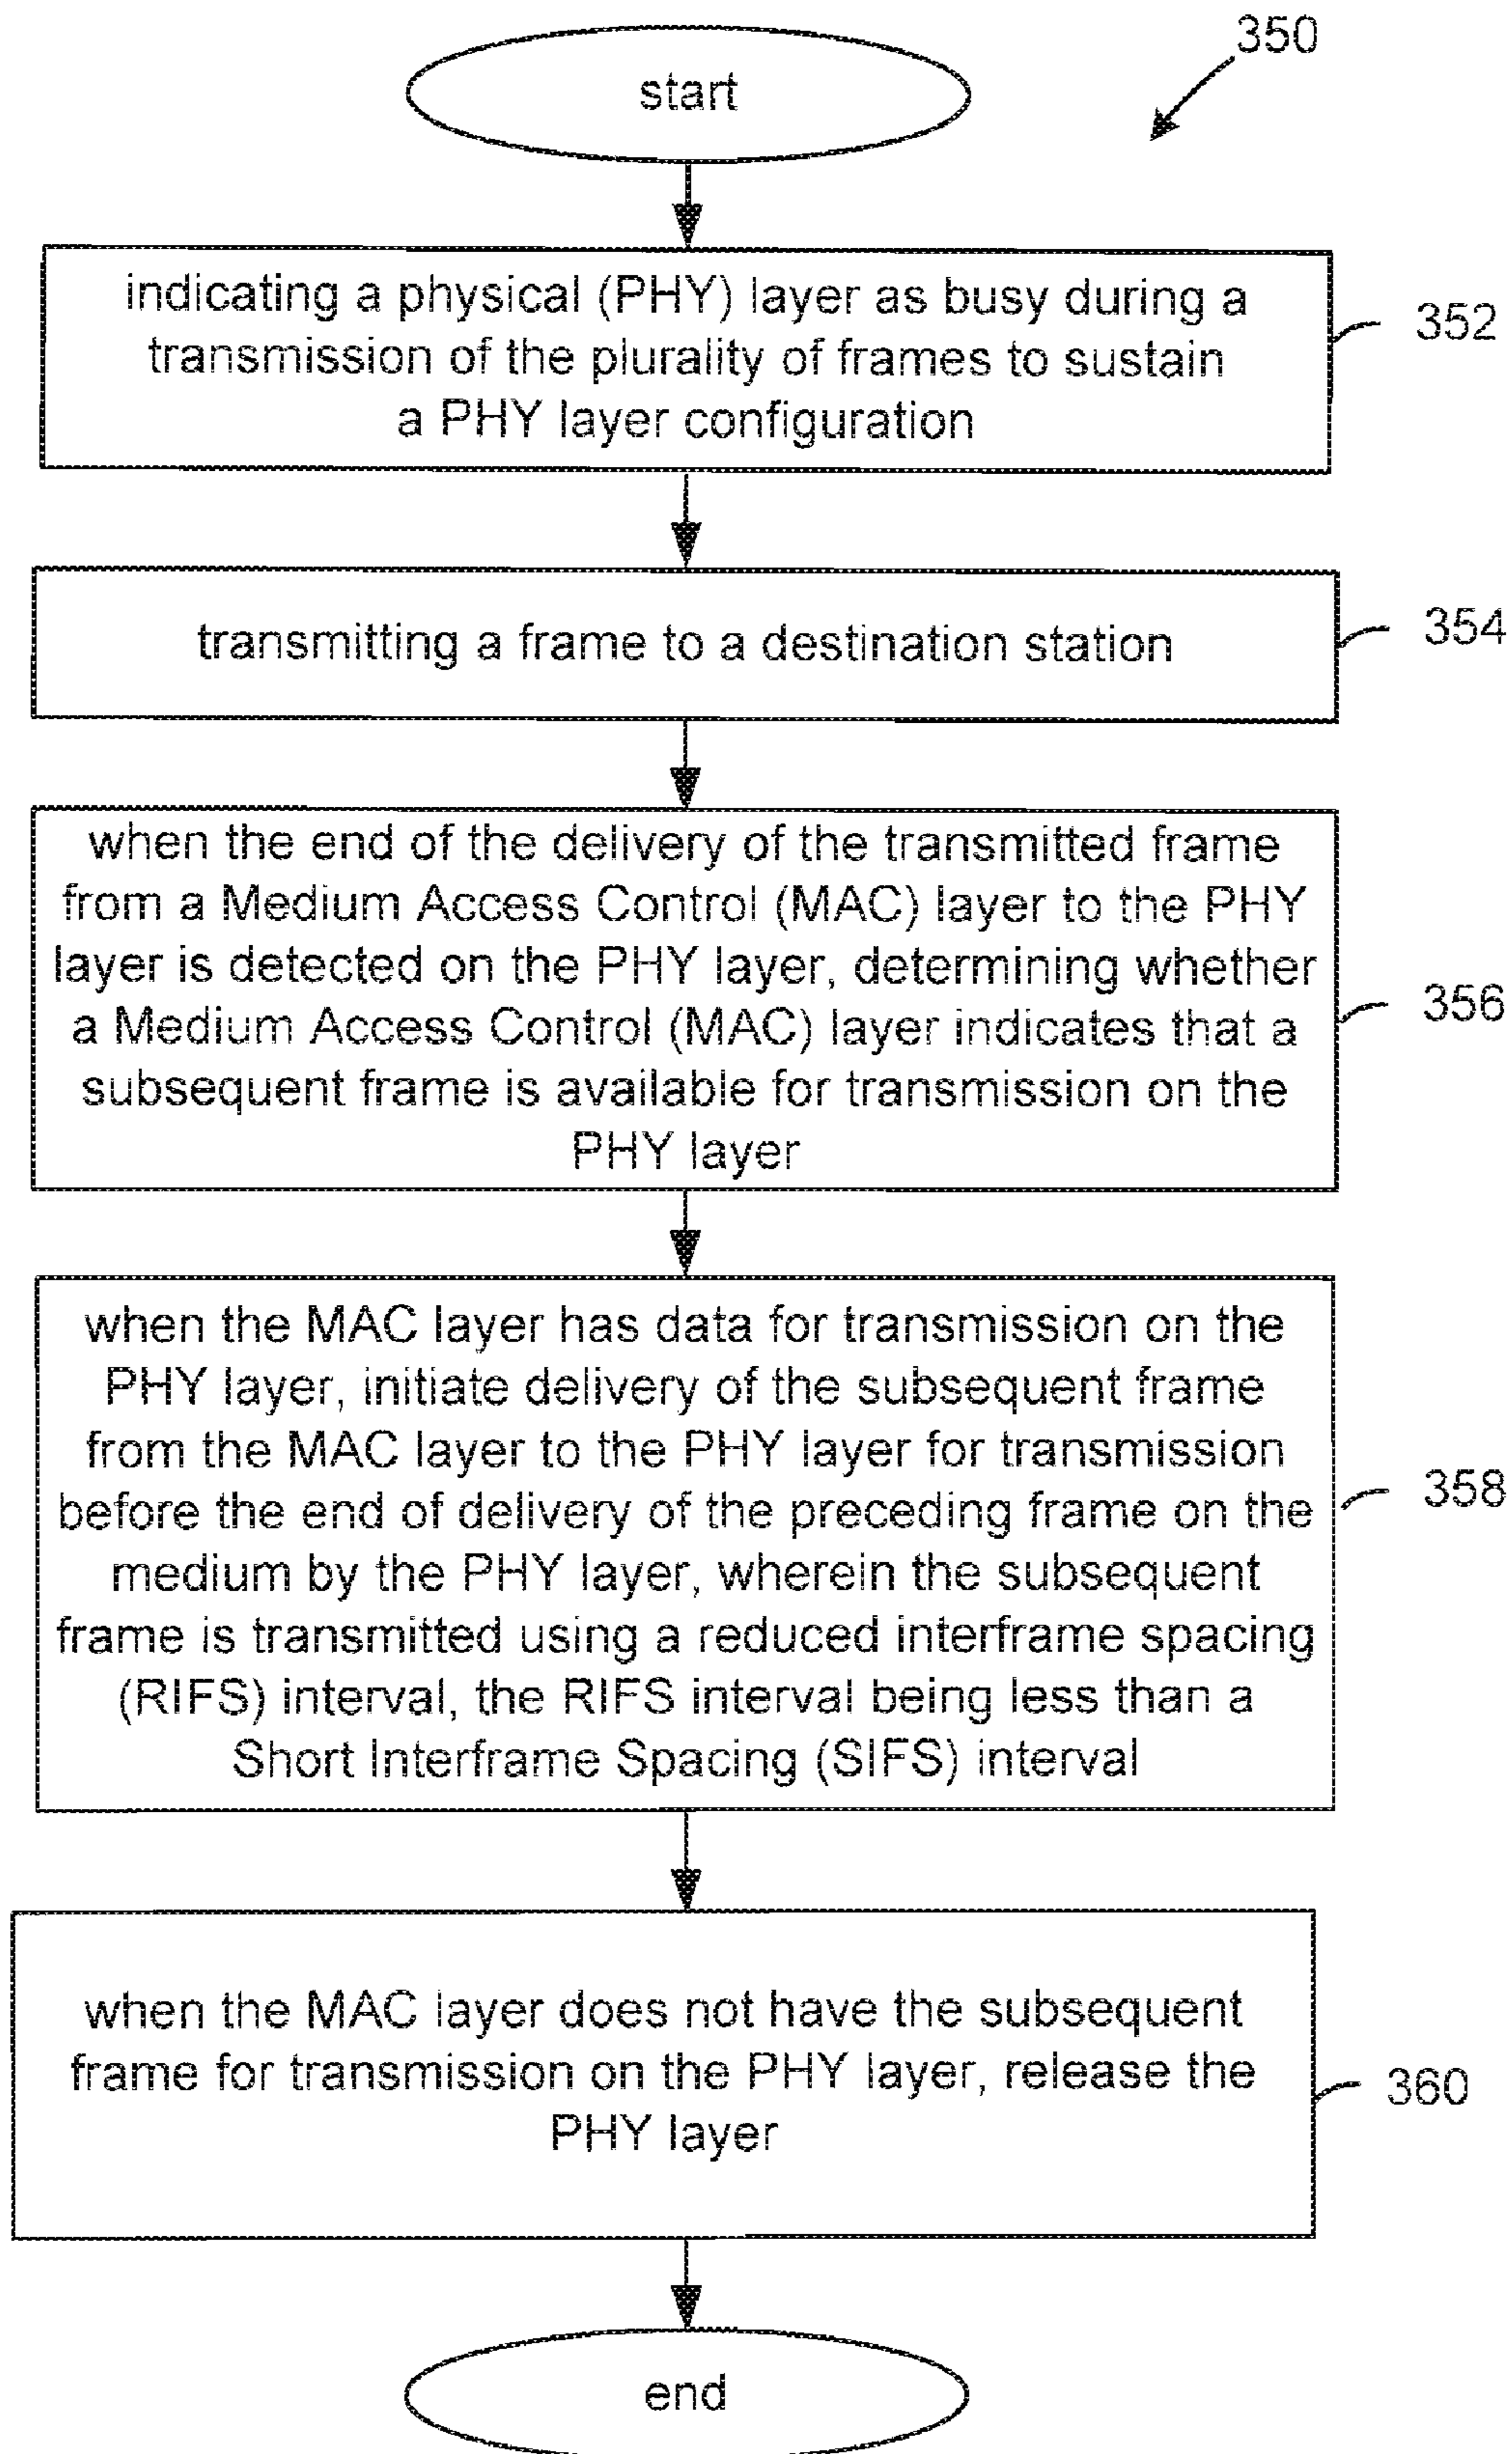 350
start
indicating a physical (PHY) layer as busy during a
transmission of the plurality of frames to sustain
a PHY layer configuration
352
transmitting a frame to a destination station
354
when the end of the delivery of the transmitted frame
from a Medium Access Control (MAC) layer to the PHY
layer is detected on the PHY layer, determining whether
a Medium Access Control (MAC) layer indicates that a
subsequent frame is available for transmission on the
PHY layer
356
when the MAC layer has data for transmission on the
PHY layer, initiate delivery of the subsequent frame
from the MAC layer to the PHY layer for transmission
before the end of delivery of the preceding frame on the
medium by the PHY layer, wherein the subsequent
frame is transmitted using a reduced interframe spacing
(RIFS) interval, the RIFS interval being less than a
Short Interframe Spacing (SIFS) interval
358
when the MAC layer does not have the subsequent
frame for transmission on the PHY layer, release the
PHY layer
360
end